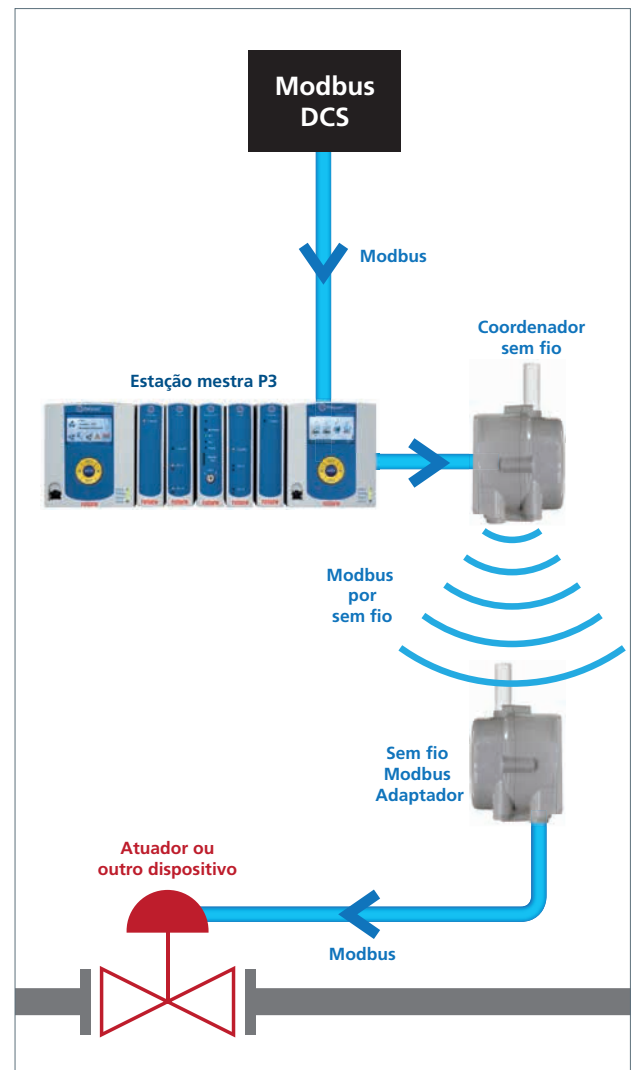 Modbus
DCS
Modbus
Coordenador
sem fio
Estação mestra P3
Modbus
por
sem fio
Sem fio
Modbus
Adaptador
Atuador ou
outro dispositivo
Modbus